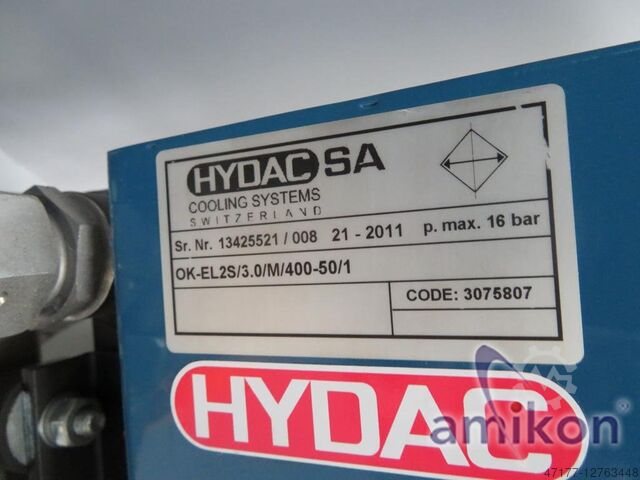 HYDAC SA
COOLING SYSTEMS
SWITZERLAND
Sr. Nr. 13425521 / 008 21 - 2011 p. max. 16 bar
OK-EL2S/3.0/M/400-50/1
CODE: 3075807
HYDAC
amikon
47177-12763448